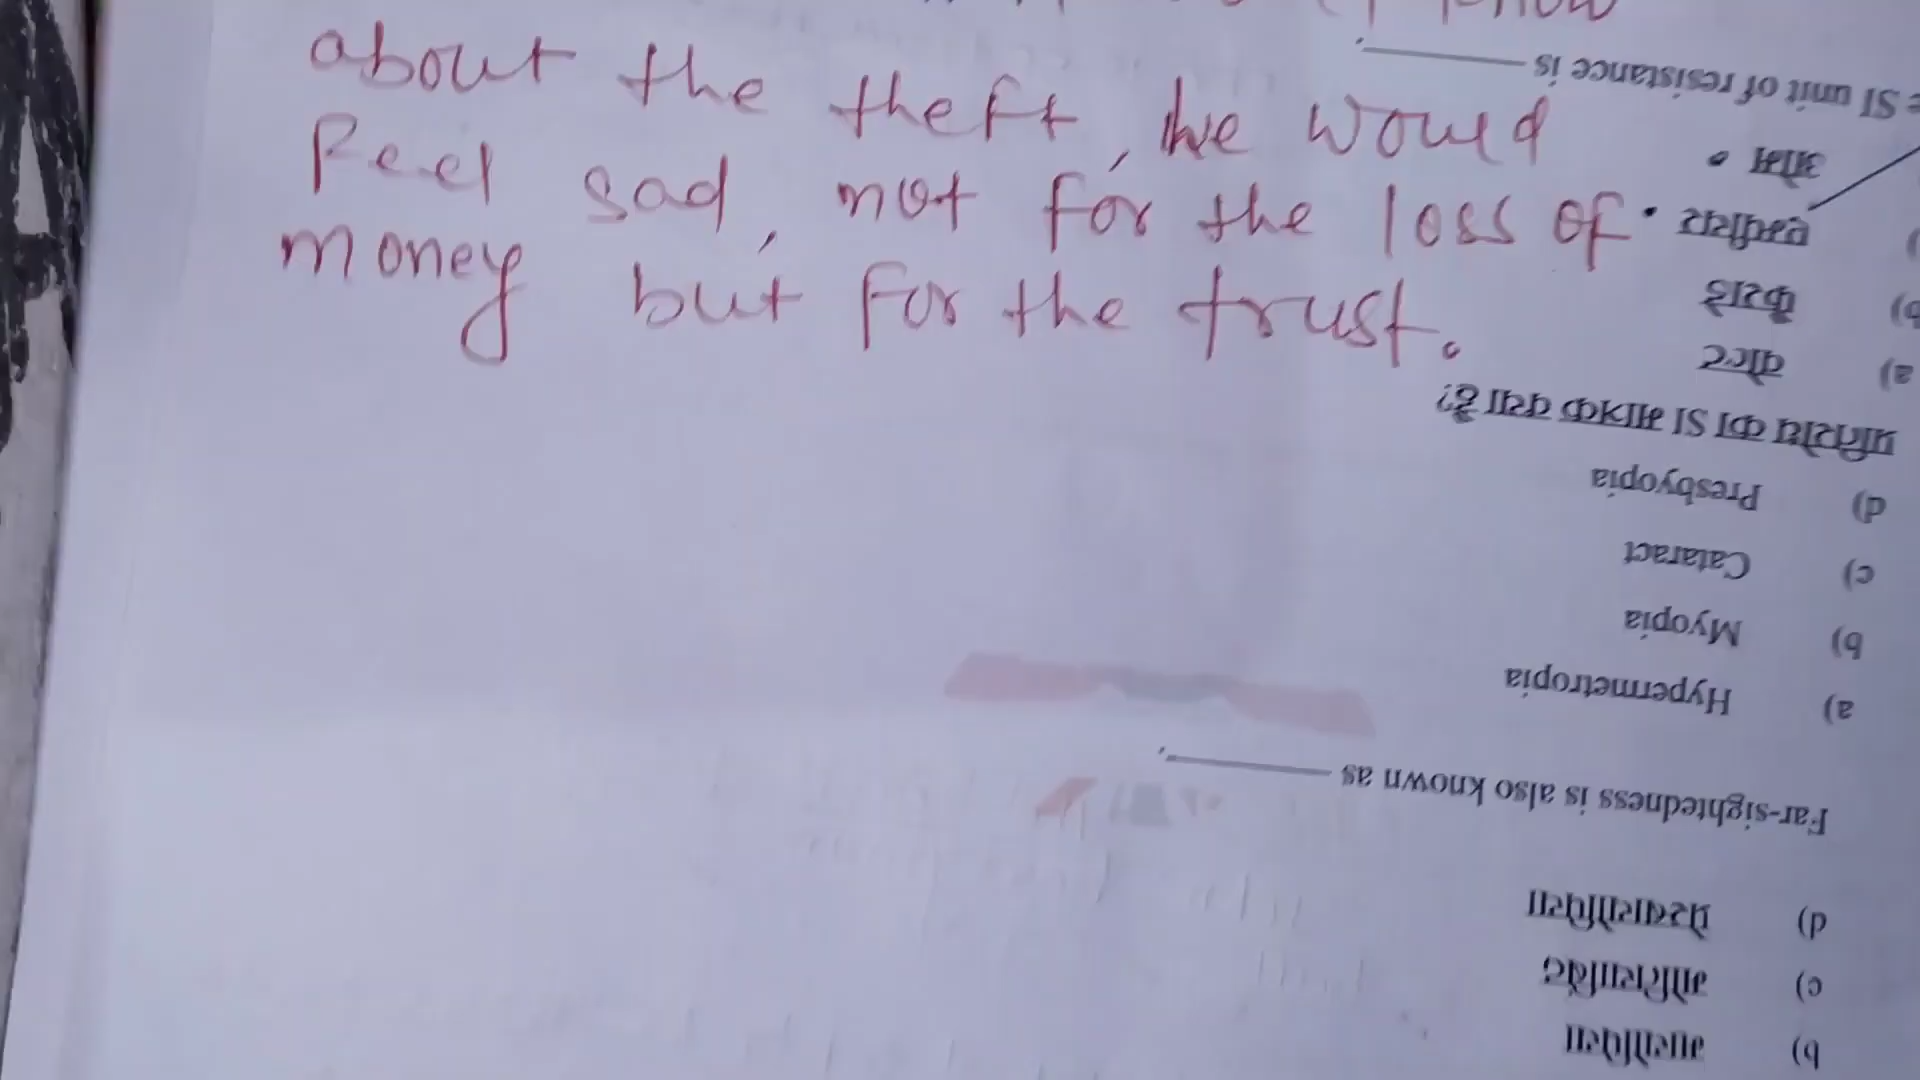 know
about the theft, he would
feel sad, not for the loss of
money but for the trust.
b) मायोपिया
c) मोतियाबिंद
d) प्रेस्बायोपिया
Far-sightedness is also known as ______.
a) Hypermetropia
b) Myopia
c) Cataract
d) Presbyopia
प्रतिरोध का SI मात्रक क्या है?
a) वोल्ट
b) फैराडे
एम्पीयर
ओम
SI unit of resistance is ______.